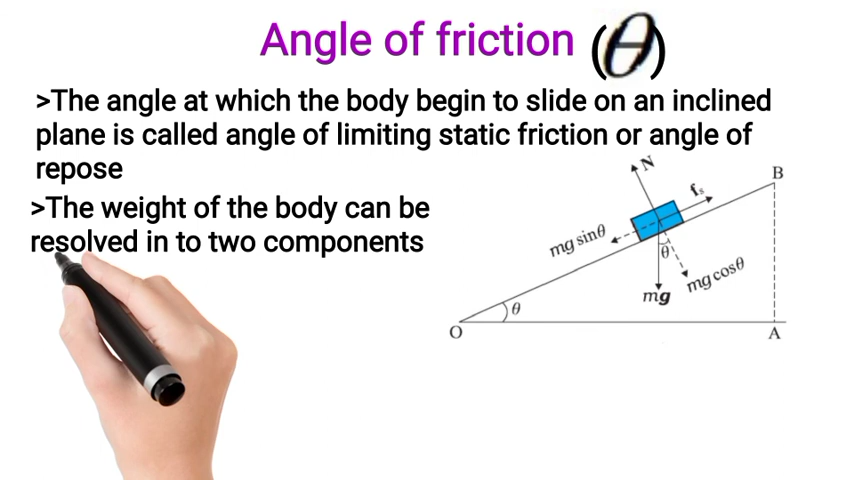 Angle of friction (θ)
>The angle at which the body begin to slide on an inclined
plane is called angle of limiting static friction or angle of
repose
>The weight of the body can be
resolved in to two components
N
B
fs
mg sinθ
θ
mg cosθ
mg
θ
O
A